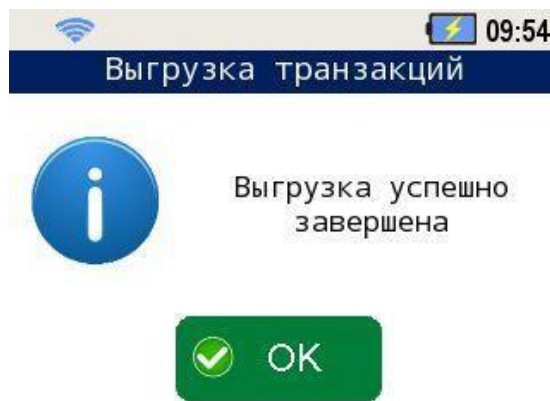 09:54
Выгрузка транзакций
Выгрузка успешно
завершена
OK